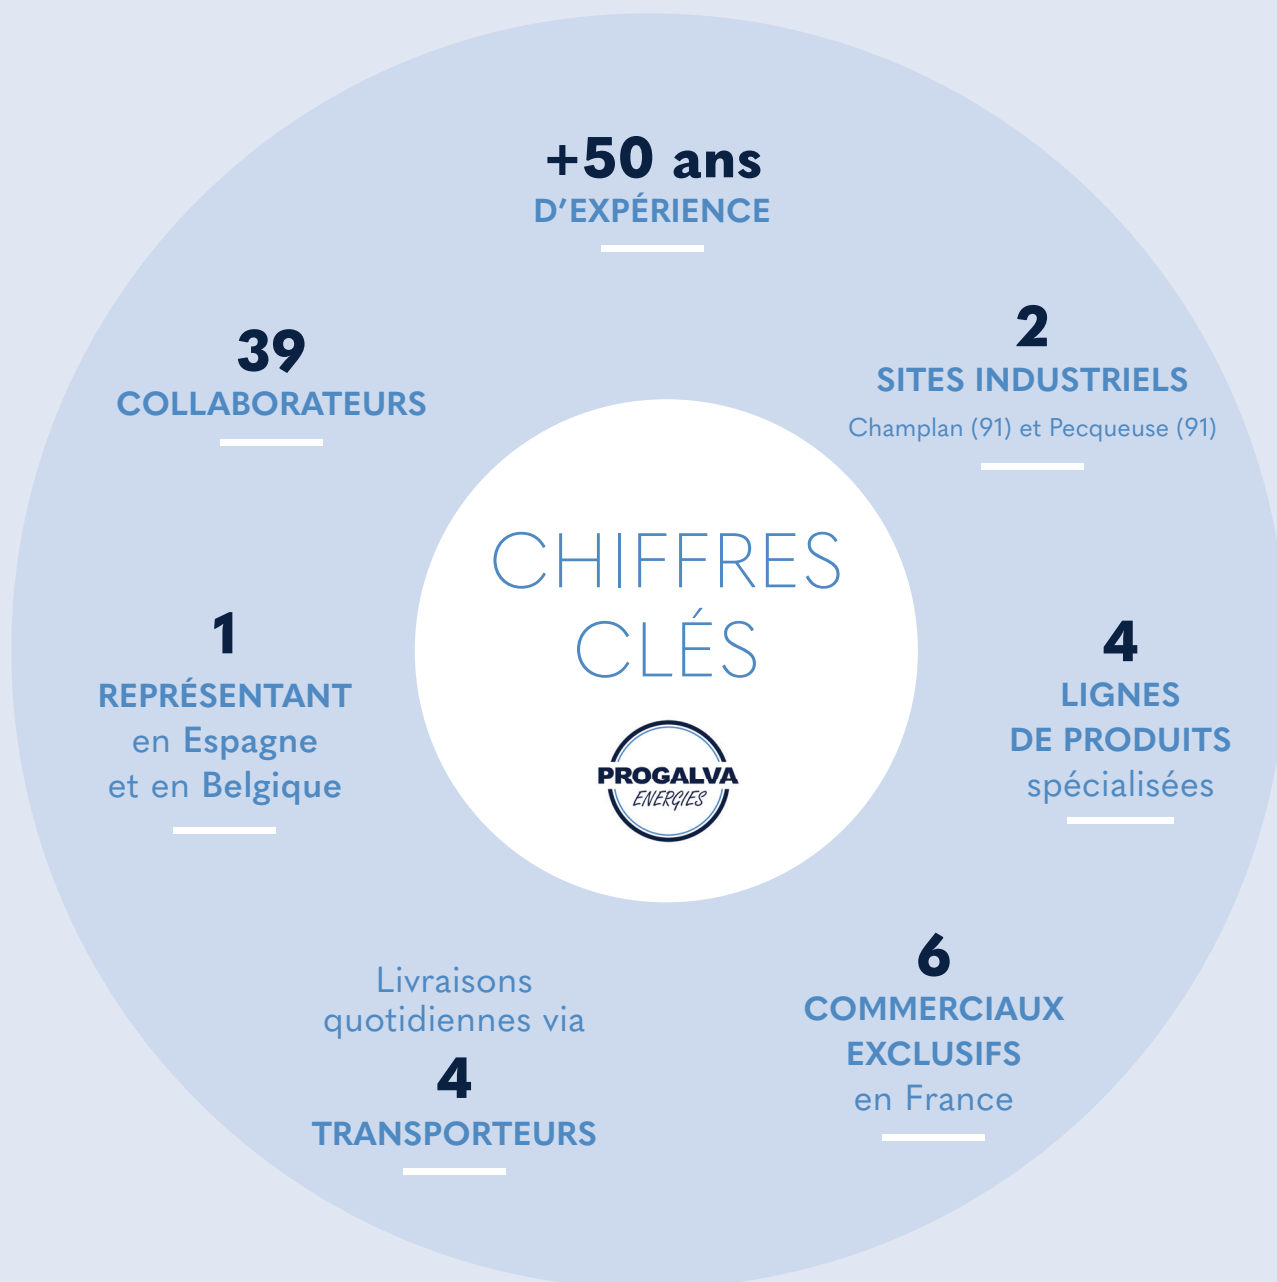 +50 ans
D’EXPÉRIENCE
2
SITES INDUSTRIELS
Champlan (91) et Pecqueuse (91)
39
COLLABORATEURS
CHIFFRES
CLÉS
PROGALVA
ENERGIES
1
REPRÉSENTANT
en Espagne
et en Belgique
4
LIGNES
DE PRODUITS
spécialisées
6
COMMERCIAUX
EXCLUSIFS
en France
Livraisons
quotidiennes via
4
TRANSPORTEURS